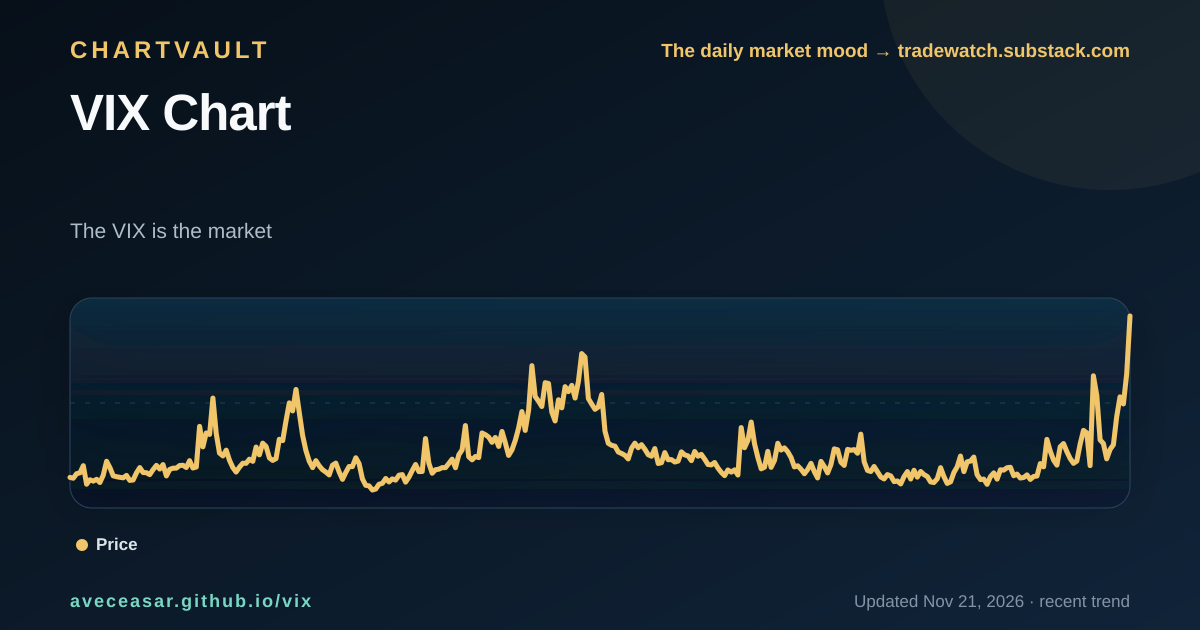 CHARTVAULT
The daily market mood → tradewatch.substack.com
VIX Chart
The VIX is the market
Price
aveceasar.github.io/vix
Updated Nov 21, 2026 · recent trend